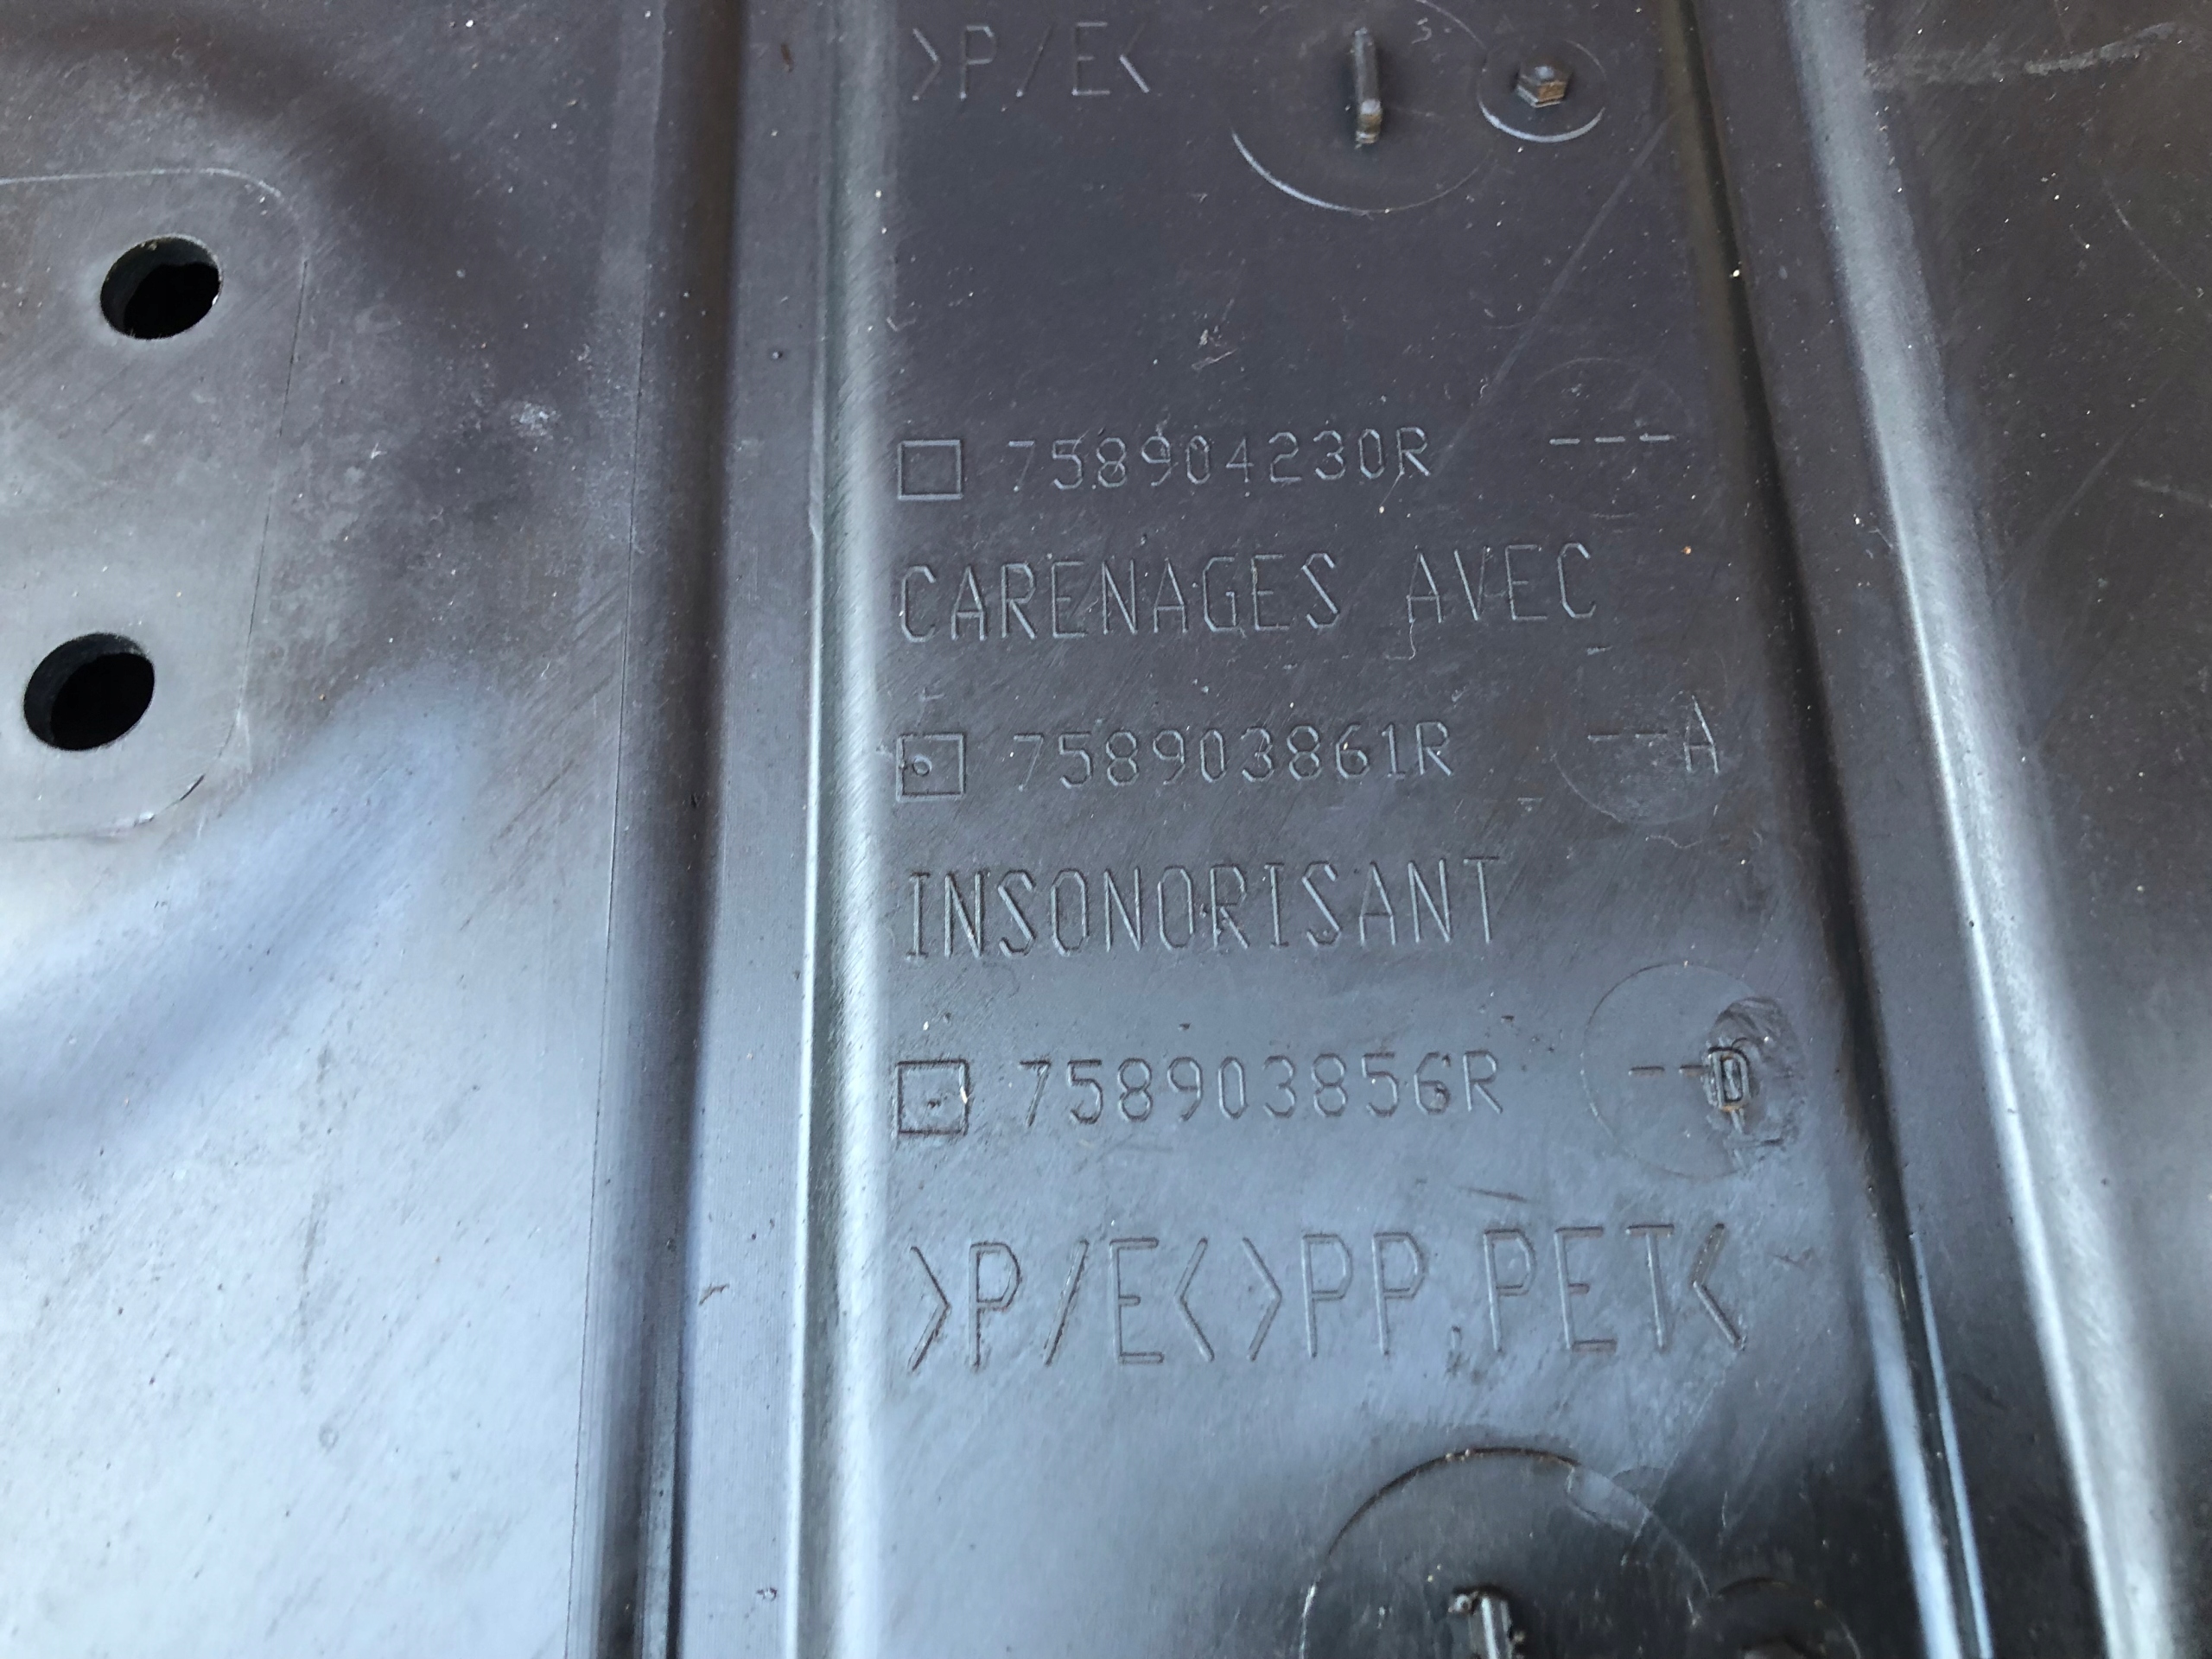 >P/E<
758904230R ---
CARENAGES AVEC
758903861R --A
INSONORISANT
758903856R --D
>P/E<>PP,PET<